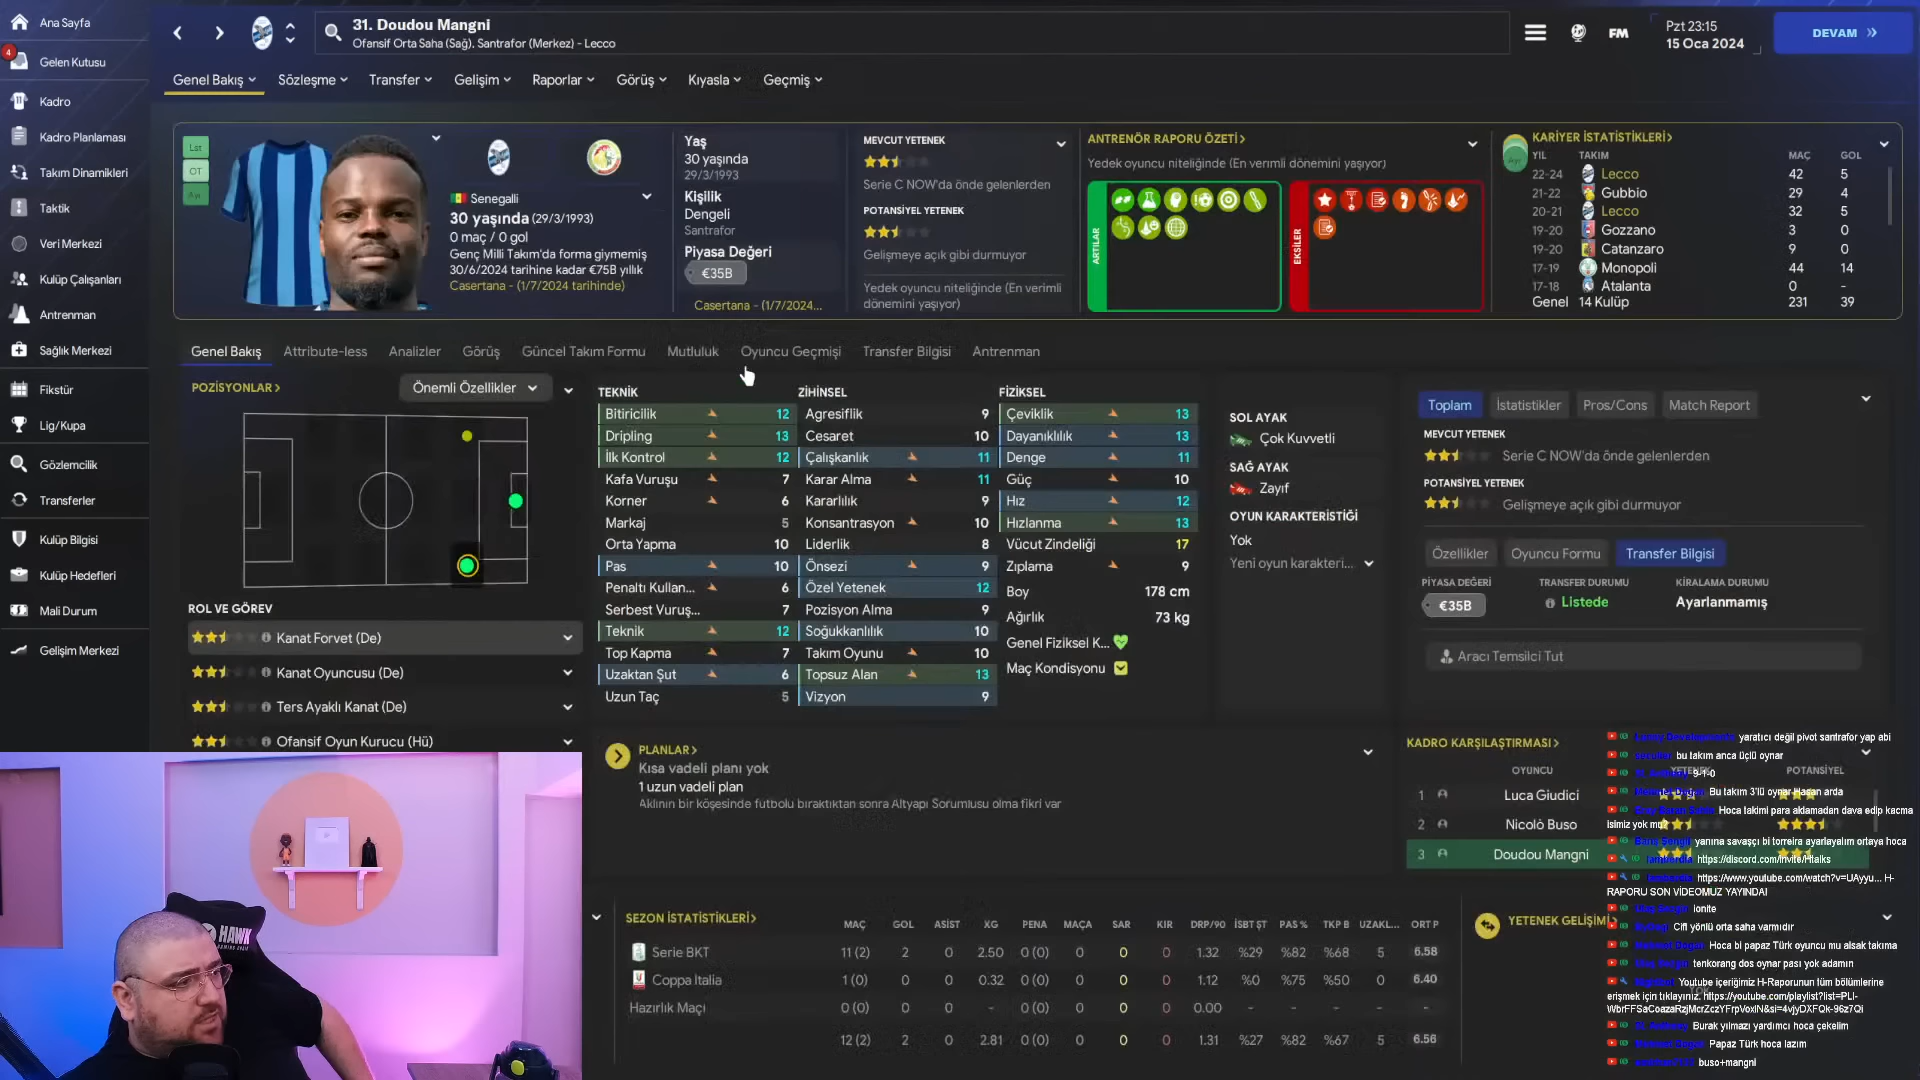 Ana Sayfa
4
Gelen Kutusu
Kadro
Kadro Planlaması
Takım Dinamikleri
Taktik
Veri Merkezi
Kulüp Çalışanları
Antrenman
Sağlık Merkezi
Fikstür
Lig/Kupa
Gözlemcilik
Transferler
Kulüp Bilgisi
Kulüp Hedefleri
Mali Durum
Gelişim Merkezi
31. Doudou Mangni
Ofansif Orta Saha (Sağ), Santrafor (Merkez) - Lecco
FM
Pzt 23:15
15 Oca 2024
DEVAM
Genel Bakış Sözleşme Transfer Gelişim Raporlar Görüş Kıyasla Geçmiş
Lst
OT
Ayr
Senegalli
30 yaşında (29/3/1993)
0 maç / 0 gol
Genç Milli Takım'da forma giymemiş
30/6/2024 tarihine kadar €75B yıllık
Casertana - (1/7/2024 tarihinde)
Yaş
30 yaşında
29/3/1993
Kişilik
Dengeli
Santrafor
Piyasa Değeri
€35B
Casertana - (1/7/2024...
MEVCUT YETENEK
Serie C NOW'da önde gelenlerden
POTANSİYEL YETENEK
Gelişmeye açık gibi durmuyor
Yedek oyuncu niteliğinde (En verimli
dönemini yaşıyor)
ANTRENÖR RAPORU ÖZETİ>
Yedek oyuncu niteliğinde (En verimli dönemini yaşıyor)
ARTILAR
EKSİLER
KARİYER İSTATİSTİKLERİ>
YIL TAKIM MAÇ GOL
22-24 Lecco 42 5
21-22 Gubbio 29 4
20-21 Lecco 32 5
19-20 Gozzano 3 0
19-20 Catanzaro 9 0
17-19 Monopoli 44 14
17-18 Atalanta 0 -
Genel 14 Kulüp 231 39
Genel Bakış Attribute-less Analizler Görüş Güncel Takım Formu Mutluluk Oyuncu Geçmişi Transfer Bilgisi Antrenman
POZİSYONLAR>
Önemli Özellikler
ROL VE GÖREV
Kanat Forvet (De)
Kanat Oyuncusu (De)
Ters Ayaklı Kanat (De)
Ofansif Oyun Kurucu (Hü)
TEKNİK
Bitiricilik 12
Dripling 13
İlk Kontrol 12
Kafa Vuruşu 7
Korner 6
Markaj 5
Orta Yapma 10
Pas 10
Penaltı Kullan... 6
Serbest Vuruş... 7
Teknik 12
Top Kapma 7
Uzaktan Şut 6
Uzun Taç 5
ZİHİNSEL
Agresiflik 9
Cesaret 10
Çalışkanlık 11
Karar Alma 11
Kararlılık 9
Konsantrasyon 10
Liderlik 8
Önsezi 9
Özel Yetenek 12
Pozisyon Alma 9
Soğukkanlılık 10
Takım Oyunu 10
Topsuz Alan 13
Vizyon 9
FİZİKSEL
Çeviklik 13
Dayanıklılık 13
Denge 11
Güç 10
Hız 12
Hızlanma 13
Vücut Zindeliği 17
Zıplama 9
Boy 178 cm
Ağırlık 73 kg
Genel Fiziksel K...
Maç Kondisyonu
SOL AYAK
Çok Kuvvetli
SAĞ AYAK
Zayıf
OYUN KARAKTERİSTİĞİ
Yok
Yeni oyun karakteri...
Toplam İstatistikler Pros/Cons Match Report
MEVCUT YETENEK
Serie C NOW'da önde gelenlerden
POTANSİYEL YETENEK
Gelişmeye açık gibi durmuyor
Özellikler Oyuncu Formu Transfer Bilgisi
PİYASA DEĞERİ TRANSFER DURUMU KİRALAMA DURUMU
€35B Listede Ayarlanmamış
Aracı Temsilci Tut
PLANLAR>
Kısa vadeli planı yok
1 uzun vadeli plan
Aklının bir köşesinde futbolu bıraktıktan sonra Altyapı Sorumlusu olma fikri var
KADRO KARŞILAŞTIRMASI>
OYUNCU YETENEK POTANSİYEL
1 Luca Giudici
2 Nicolò Buso
3 Doudou Mangni
SEZON İSTATİSTİKLERİ>
MAÇ GOL ASİST XG PENA MAÇA SAR KIR DRP/90 İSBT ŞT PAS % TKP B UZAKL... ORT P
Serie BKT 11 (2) 2 0 2.50 0 (0) 0 0 0 1.32 %29 %82 %68 5 6.58
Coppa Italia 1 (0) 0 0 0.32 0 (0) 0 0 0 1.12 %0 %75 %50 0 6.40
Hazırlık Maçı 0 (0) 0 0 - 0 (0) 0 0 0 0.00 - - - - -
12 (2) 2 0 2.81 0 (0) 0 0 0 1.31 %27 %82 %67 5 6.56
YETENEK GELİŞİMİ>
yaratıcı değil pivot santrafor yap abi
bu takım anca üçlü oynar
9-1-0
Bu takım 3'lü oynar Hasan arda
Hoca takimi para aklamadan dava edip kacma
isimiz yok mu
yanına savaşçı bi torreira ayarlayalım ortaya hoca
https://discord.com/invite/Htalks
https://www.youtube.com/watch?v=UAyyu... H-
RAPORU SON VİDEOMUZ YAYINDA!
ionite
Cift yönlü orta saha varmıdır
Hoca bi papaz Türk oyuncu mu alsak takıma
tenkorang dos oynar pası yok adamın
Youtube içeriğimiz H-Raporunun tüm bölümlerine
erişmek için tıklayınız. https://youtube.com/playlist?list=PLl-
Burak yılmazı yardımcı hoca çekelim
Papaz Türk hoca lazım
buso+mangni
HAWK